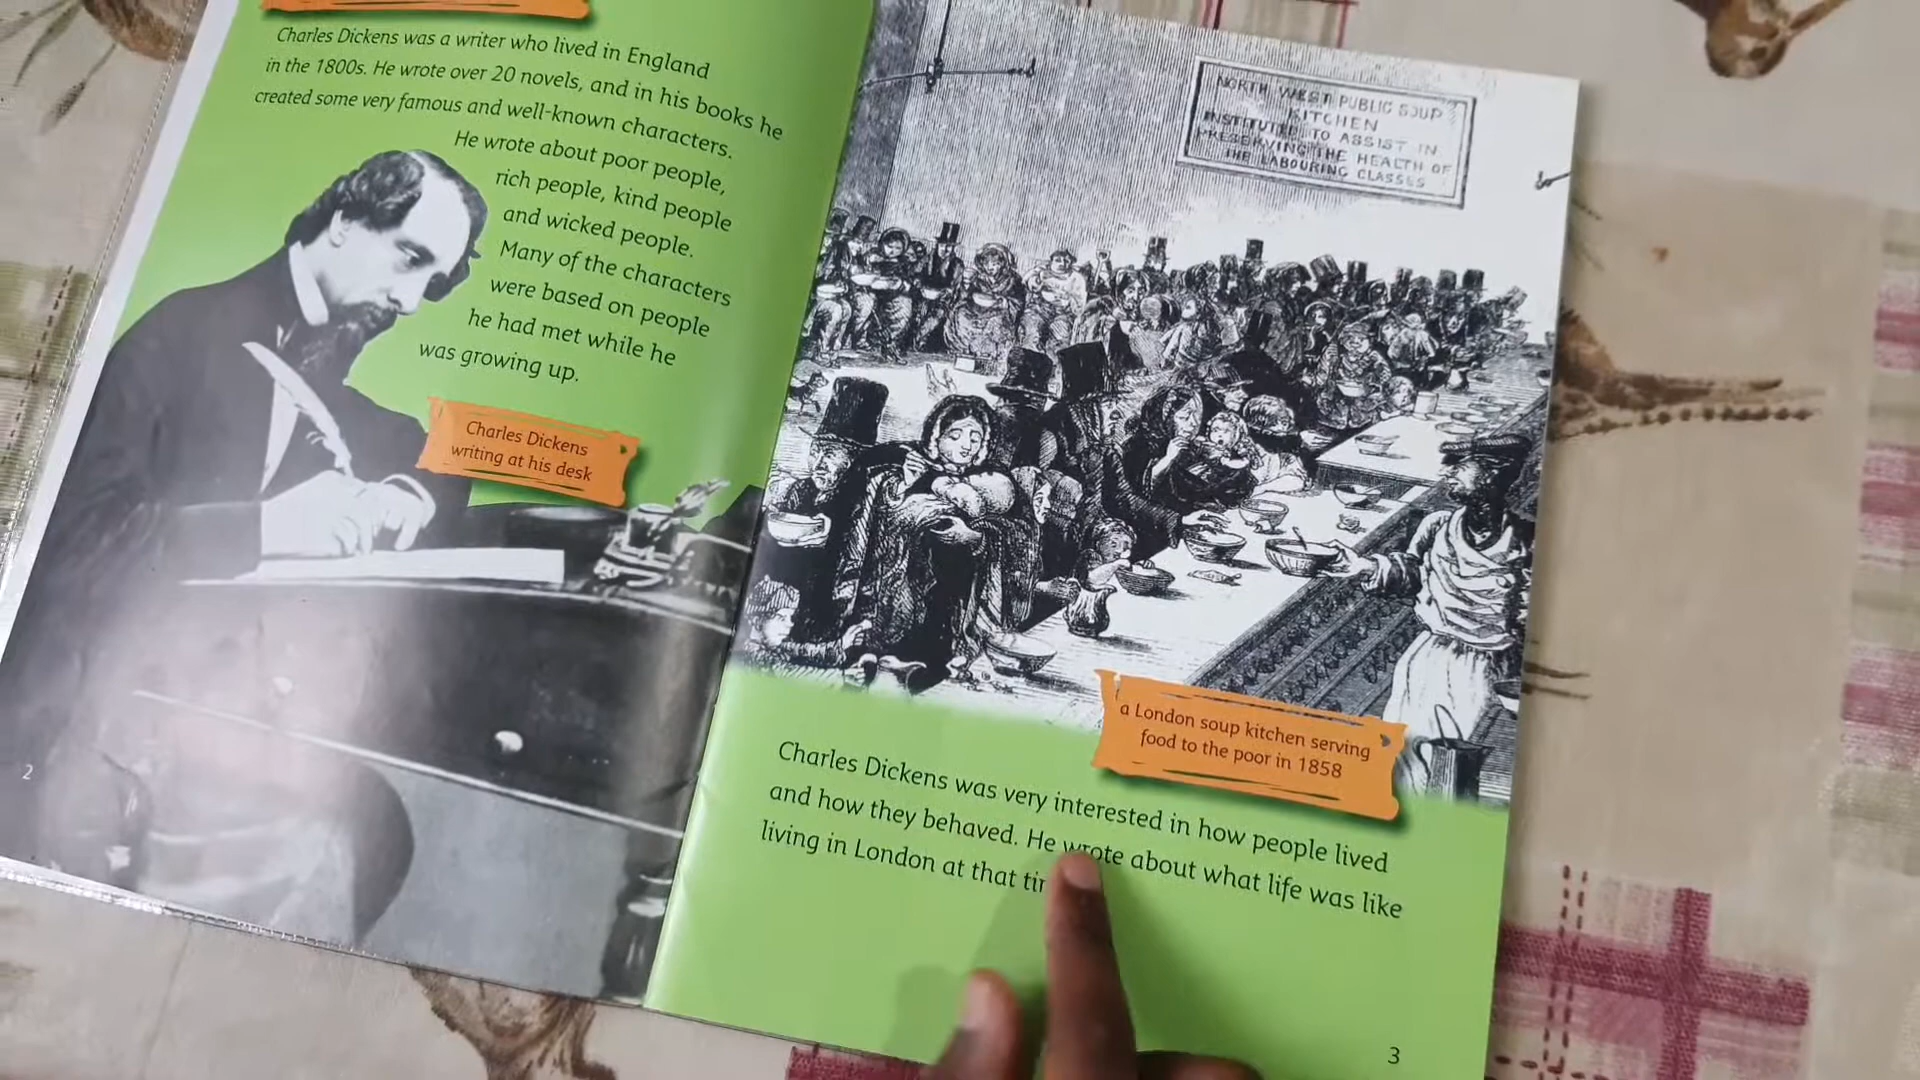 Charles Dickens was a writer who lived in England
in the 1800s. He wrote over 20 novels, and in his books he
created some very famous and well-known characters.
He wrote about poor people,
rich people, kind people
and wicked people.
Many of the characters
were based on people
he had met while he
was growing up.
Charles Dickens
writing at his desk
2
NORTH WEST PUBLIC SOUP
KITCHEN
INSTITUTED TO ASSIST IN
PRESERVING THE HEALTH OF
THE LABOURING CLASSES
a London soup kitchen serving
food to the poor in 1858
Charles Dickens was very interested in how people lived
and how they behaved. He wrote about what life was like
living in London at that
3